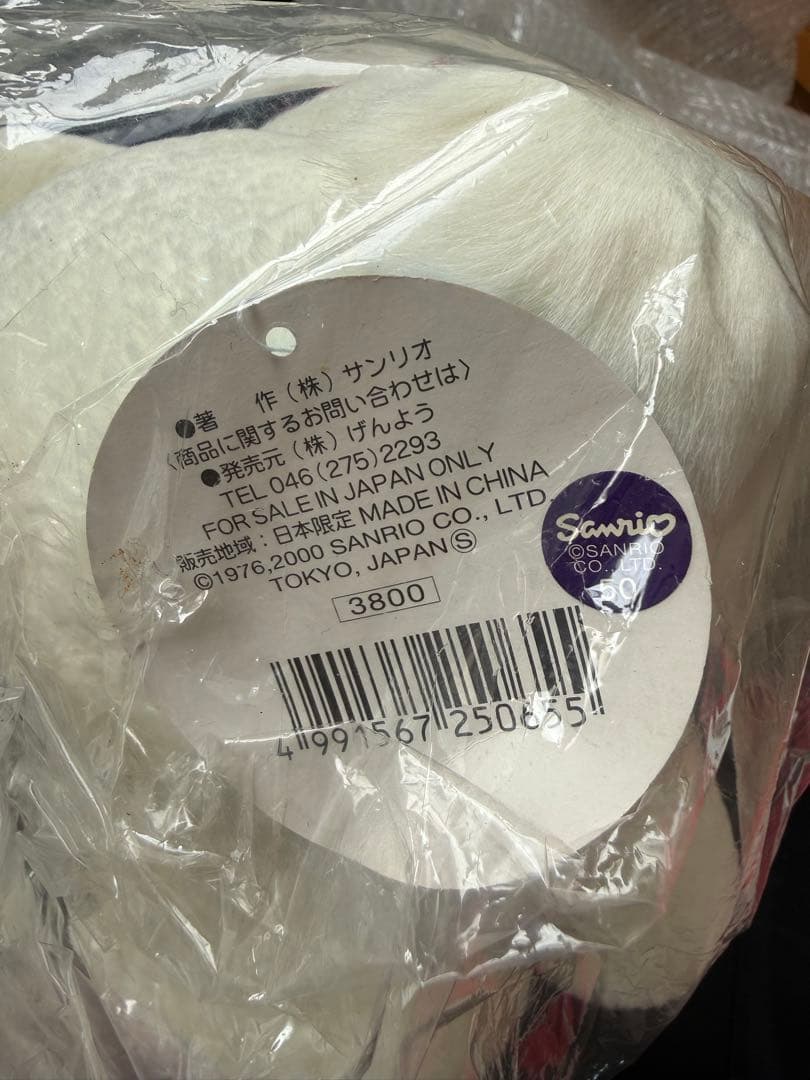 ●著　作（株）サンリオ
〈商品に関するお問い合わせは〉
●発売元（株）げんよう
TEL 046(275)2293
FOR SALE IN JAPAN ONLY
販売地域：日本限定 MADE IN CHINA
©1976,2000 SANRIO CO., LTD.
TOKYO, JAPAN Ⓢ
3800
4 991567 250655
Sanrio
©SANRIO
CO.,LTD.
50